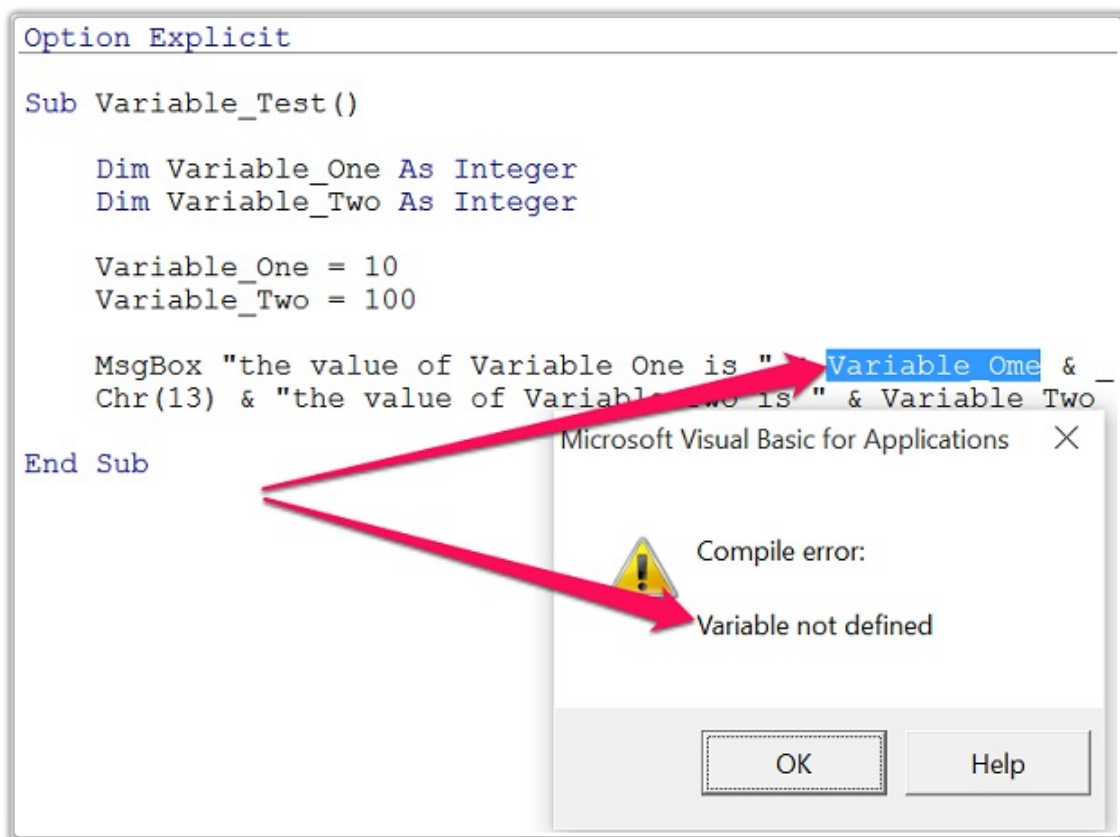 Option Explicit
Sub Variable_Test()
Dim Variable_One As Integer
Dim Variable_Two As Integer
Variable_One = 10
Variable_Two = 100
MsgBox "the value of Variable One is " & Variable_Ome & _
Chr(13) & "the value of Variable Two is " & Variable_Two
End Sub
Microsoft Visual Basic for Applications
Compile error:
Variable not defined
OK
Help